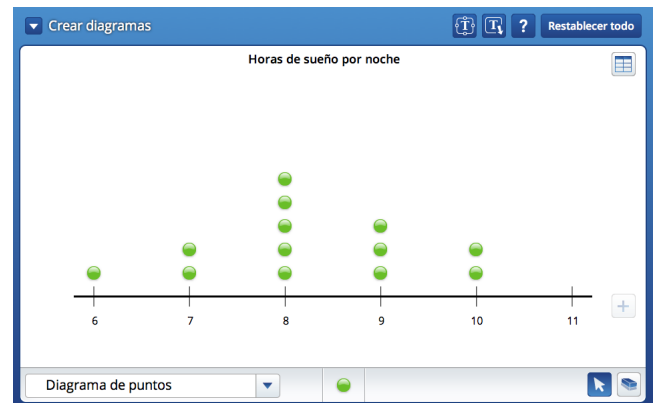 Crear diagramas
T T ? Restablecer todo
Horas de sueño por noche
6 7 8 9 10 11
+
Diagrama de puntos